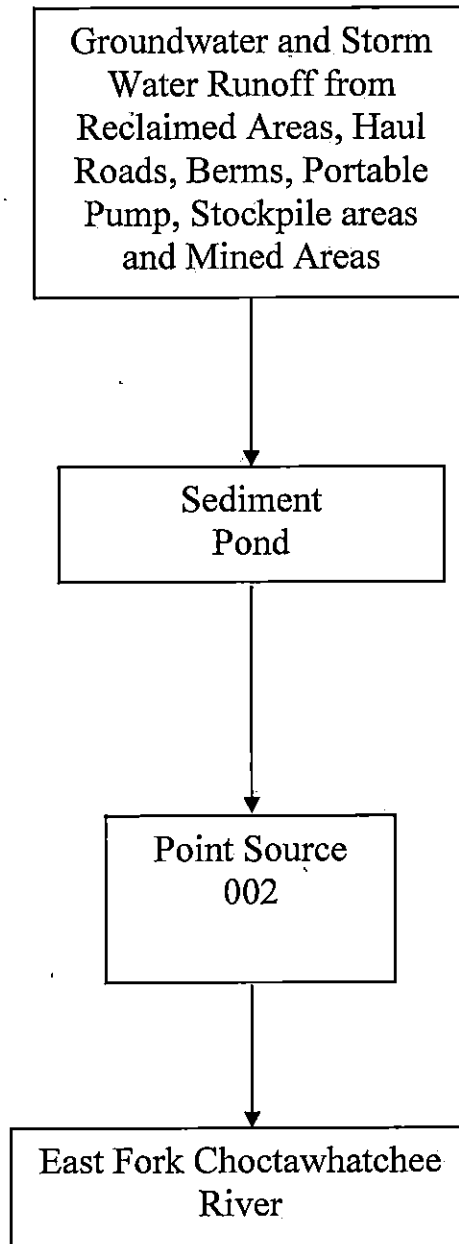 Groundwater and Storm
Water Runoff from
Reclaimed Areas, Haul
Roads, Berms, Portable
Pump, Stockpile areas
and Mined Areas
Sediment
Pond
Point Source
002
East Fork Choctawhatchee
River